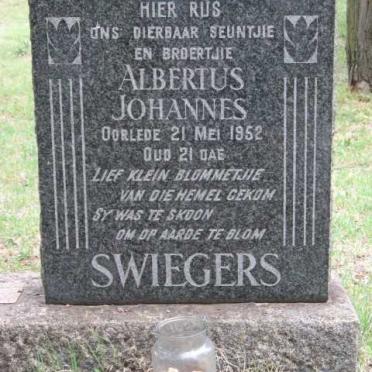 HIER RUS
ONS DIERBAAR SEUNTJIE
EN BROERTJIE
ALBERTUS
JOHANNES
OORLEDE 21 MEI 1952
OUD 21 DAE
LIEF KLEIN BLOMMETJIE
VAN DIE HEMEL GEKOM
SY WAS TE SKOON
OM OP AARDE TE BLOM
SWIEGERS